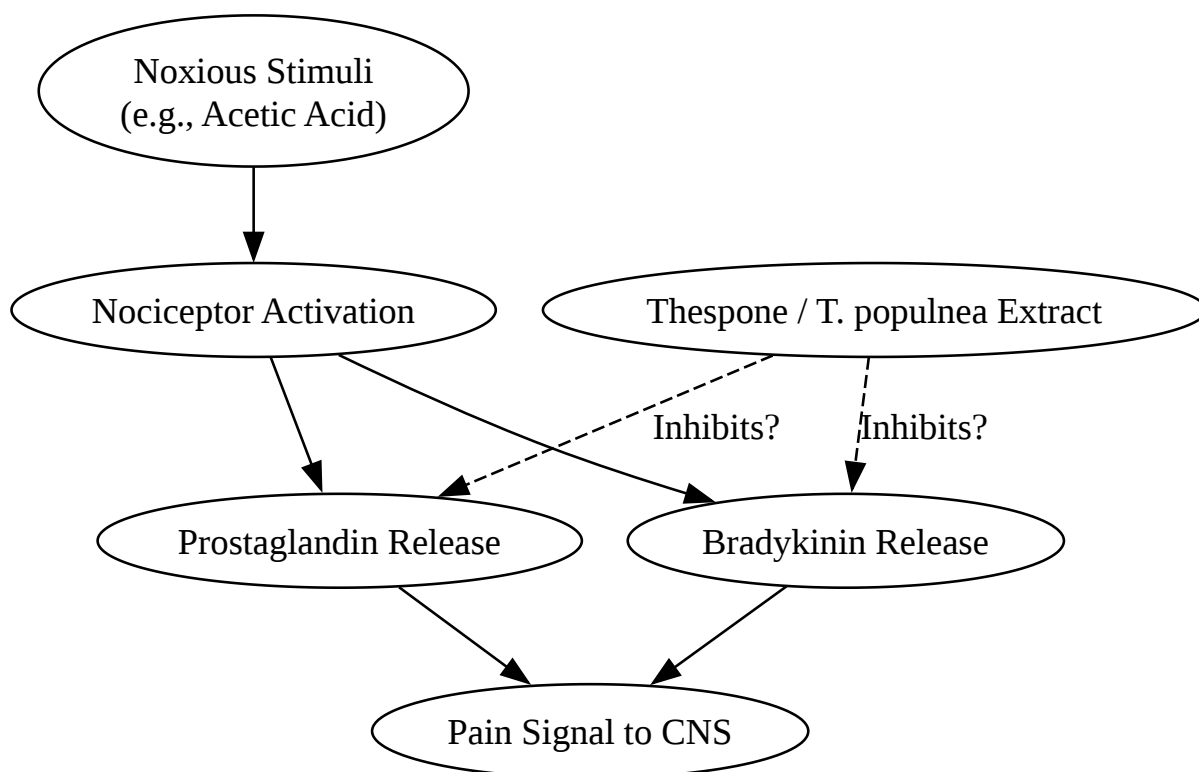 Noxious Stimuli
(e.g., Acetic Acid)
Nociceptor Activation
Thespone / T. populnea Extract
Inhibits?
Inhibits?
Prostaglandin Release
Bradykinin Release
Pain Signal to CNS